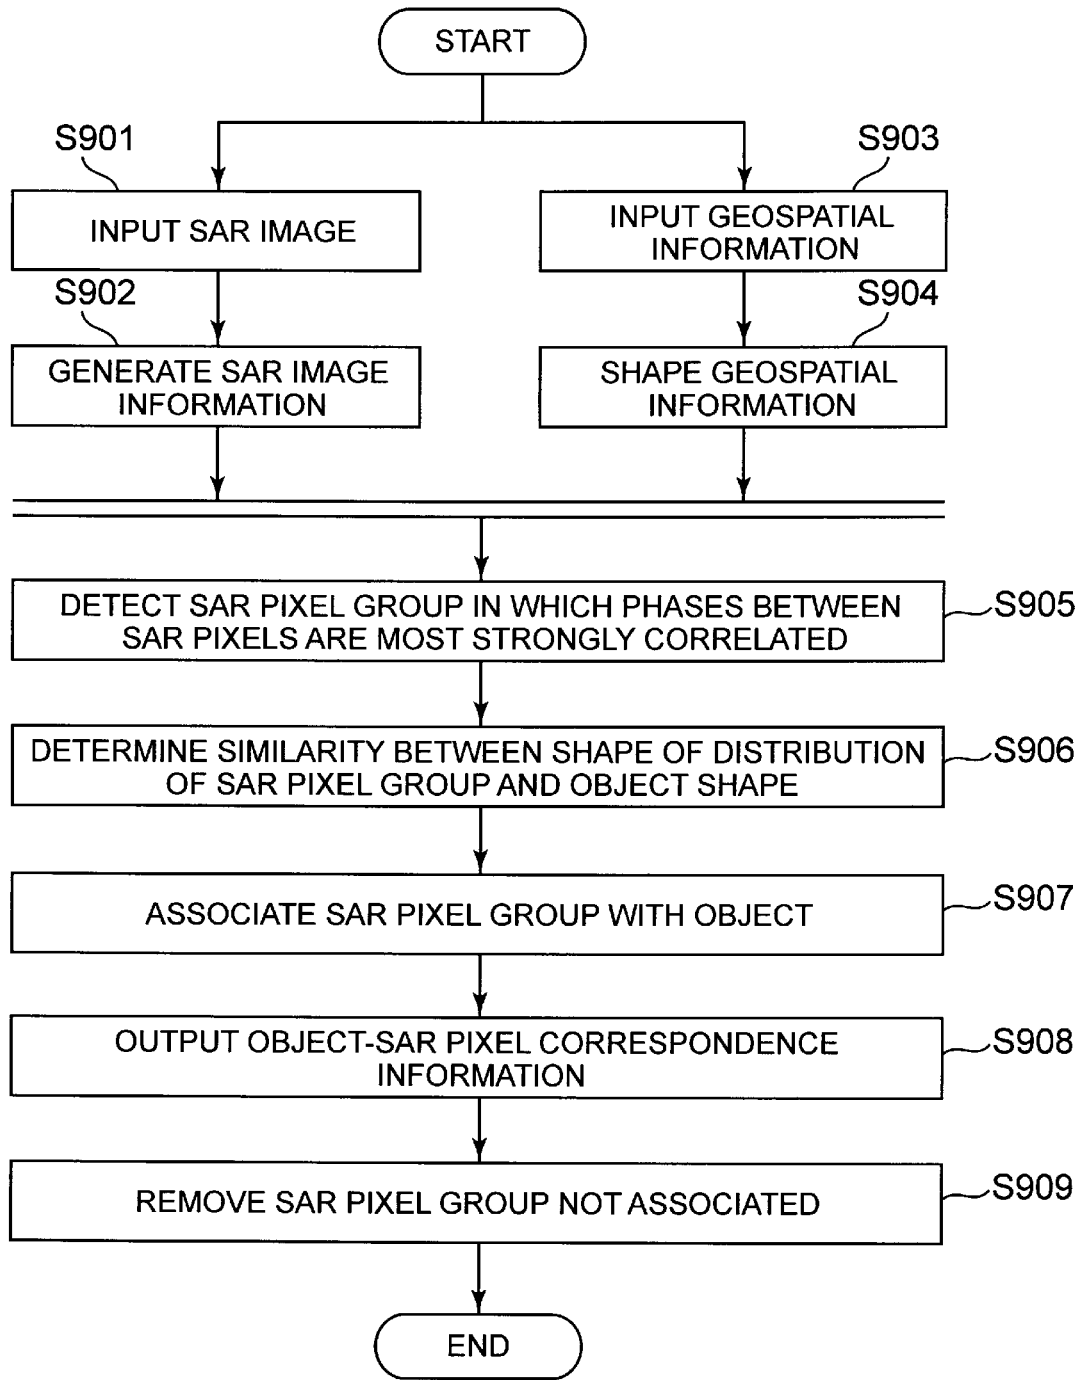 START
S901
INPUT SAR IMAGE
S902
GENERATE SAR IMAGE
INFORMATION
S903
INPUT GEOSPATIAL
INFORMATION
S904
SHAPE GEOSPATIAL
INFORMATION
DETECT SAR PIXEL GROUP IN WHICH PHASES BETWEEN
SAR PIXELS ARE MOST STRONGLY CORRELATED
S905
DETERMINE SIMILARITY BETWEEN SHAPE OF DISTRIBUTION
OF SAR PIXEL GROUP AND OBJECT SHAPE
S906
ASSOCIATE SAR PIXEL GROUP WITH OBJECT
S907
OUTPUT OBJECT-SAR PIXEL CORRESPONDENCE
INFORMATION
S908
REMOVE SAR PIXEL GROUP NOT ASSOCIATED
S909
END